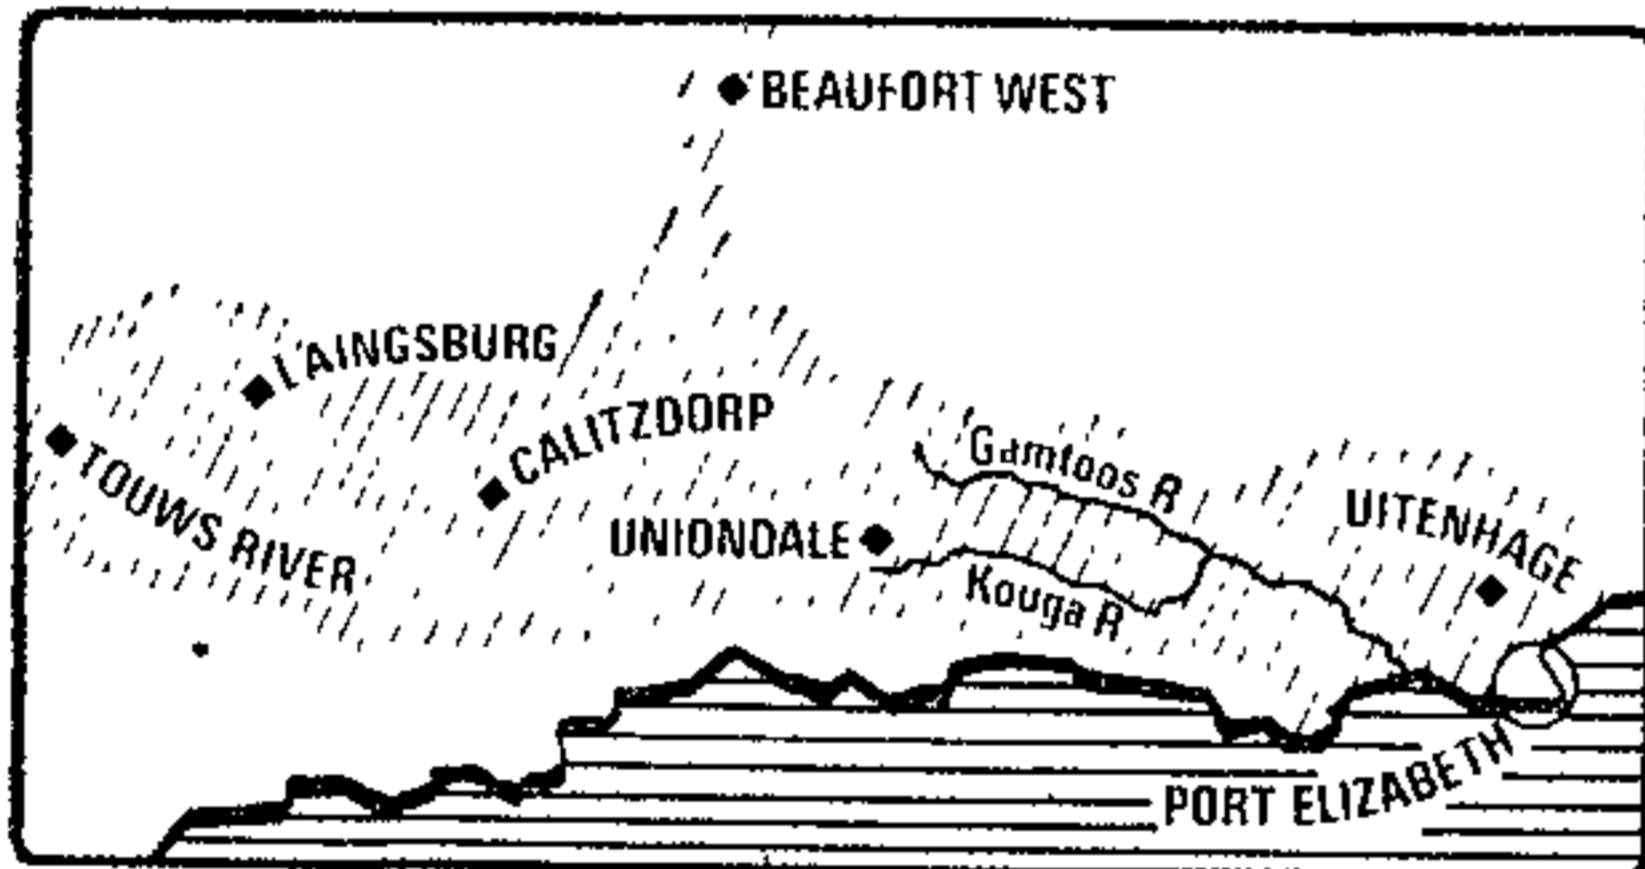 BEAUFORT WEST
LAINGSBURG
CALITZDORP
TOUWS RIVER
UNIONDALE
Gamtoos R
Kouga R
UITENHAGE
PORT ELIZABETH